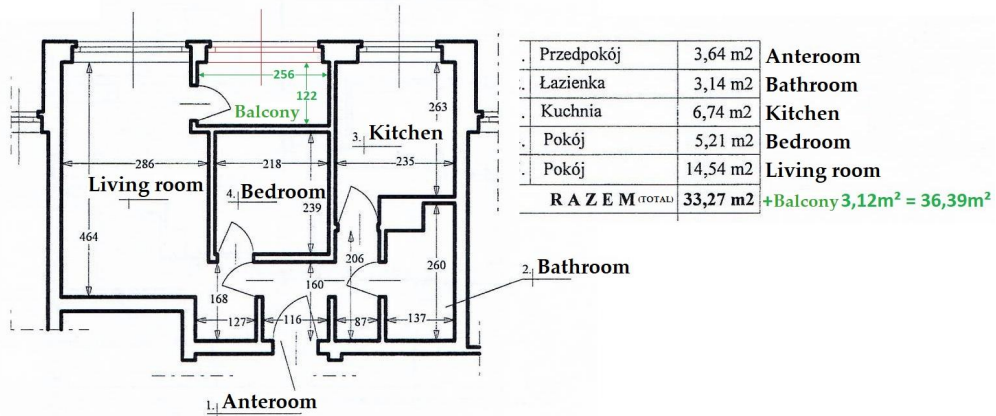 256
122
Balcony
263
3. Kitchen
286
218
235
Living room
4. Bedroom
239
464
206
260
168
160
2. Bathroom
127
116
87
137
1. Anteroom
. Przedpokój 3,64 m2 Anteroom
. Łazienka 3,14 m2 Bathroom
. Kuchnia 6,74 m2 Kitchen
. Pokój 5,21 m2 Bedroom
. Pokój 14,54 m2 Living room
R A Z E M (TOTAL) 33,27 m2 +Balcony 3,12m² = 36,39m²